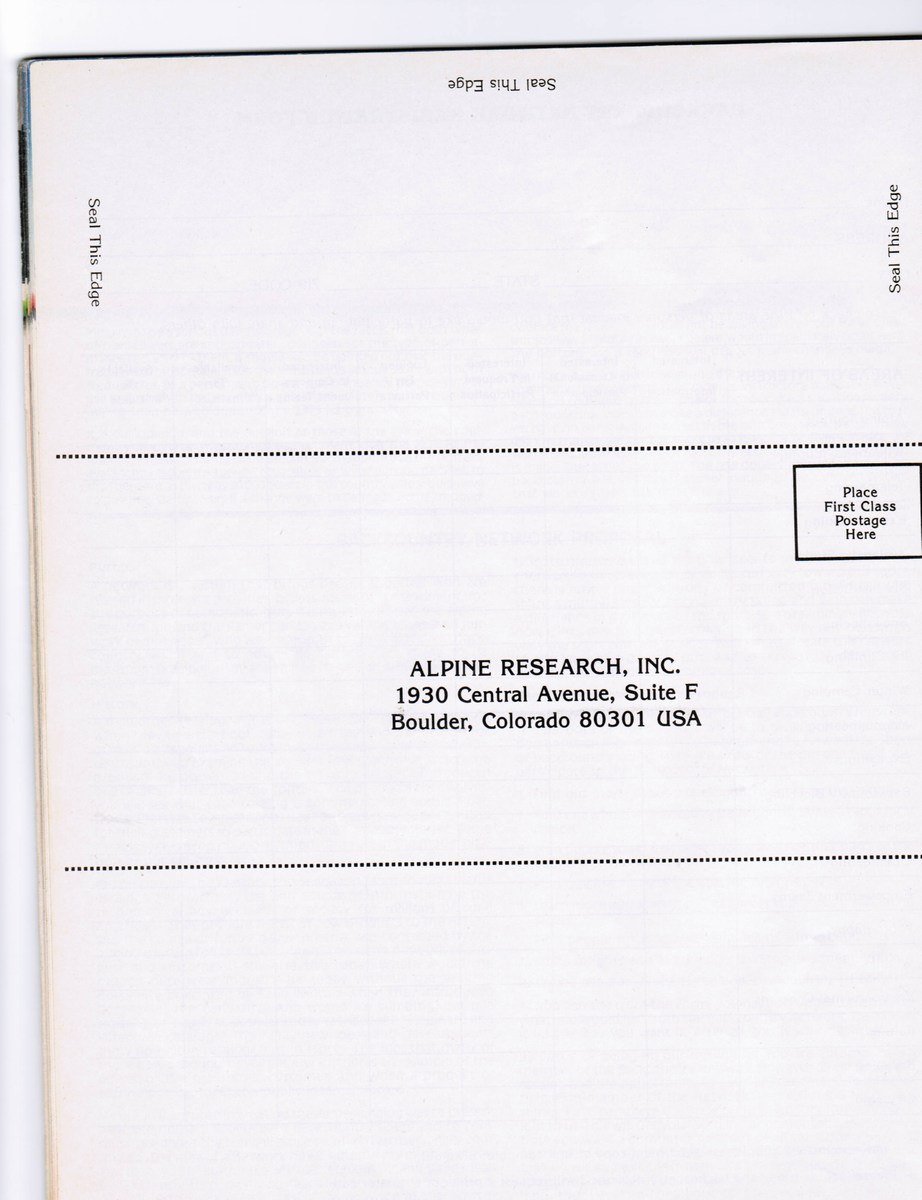 Seal This Edge
Seal This Edge
Seal This Edge
Place
First Class
Postage
Here
ALPINE RESEARCH, INC.
1930 Central Avenue, Suite F
Boulder, Colorado 80301 USA